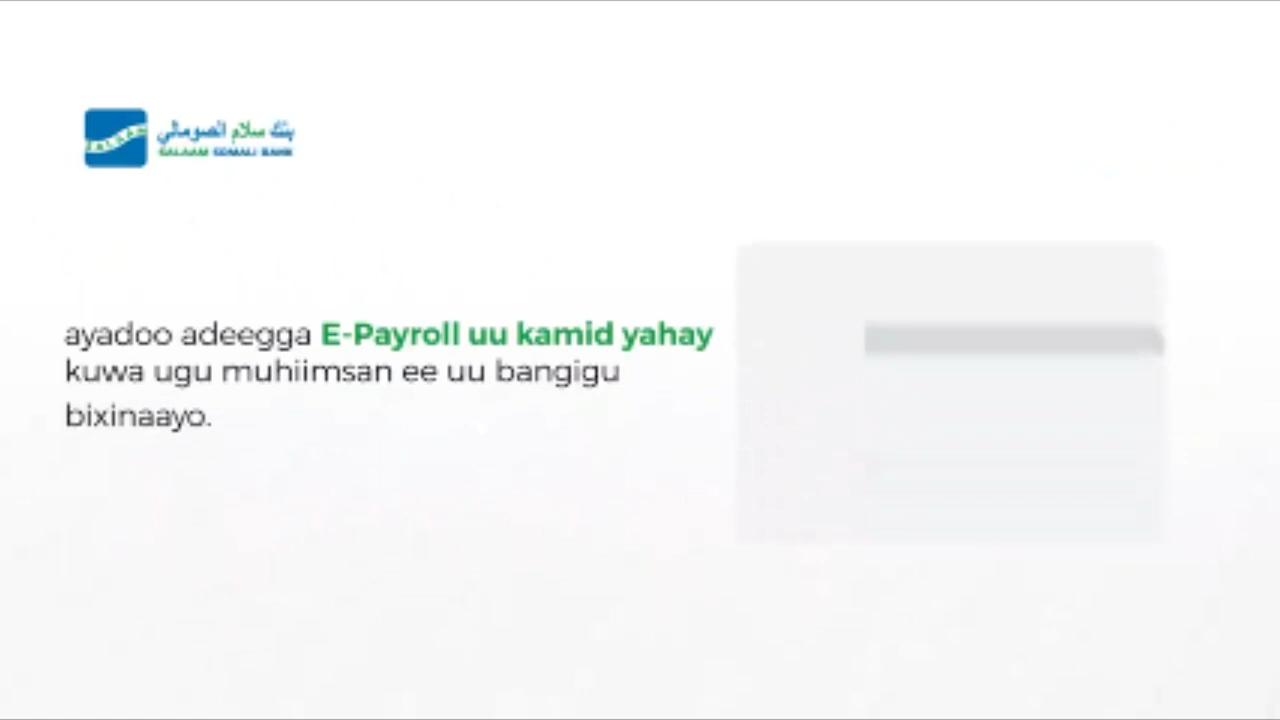 بنك سلام الصومالي
SALAAM SOMALI BANK
SALAAM
ayadoo adeegga E-Payroll uu kamid yahay
kuwa ugu muhiimsan ee uu bangigu
bixinaayo.